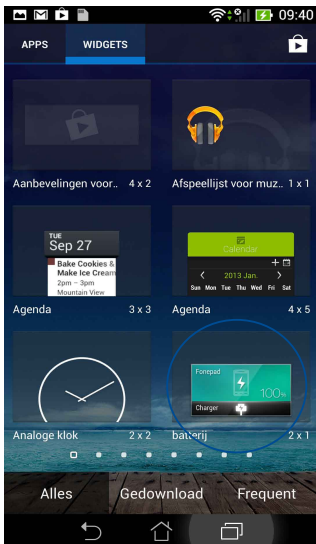 09:40
APPS WIDGETS
Aanbevelingen voor.. 4 x 2
Afspeellijst voor muz.. 1 x 1
TUE
Sep 27
Bake Cookies &
Make Ice Cream
2pm – 3pm
Mountain View
Agenda 3 x 3
Calendar
2013 Jan.
Sun Mon Tue Thu Wed Fri Sat
Agenda 4 x 5
Analoge klok 2 x 2
Fonepad
100%
Charger
batterij 2 x 1
Alles Gedownload Frequent